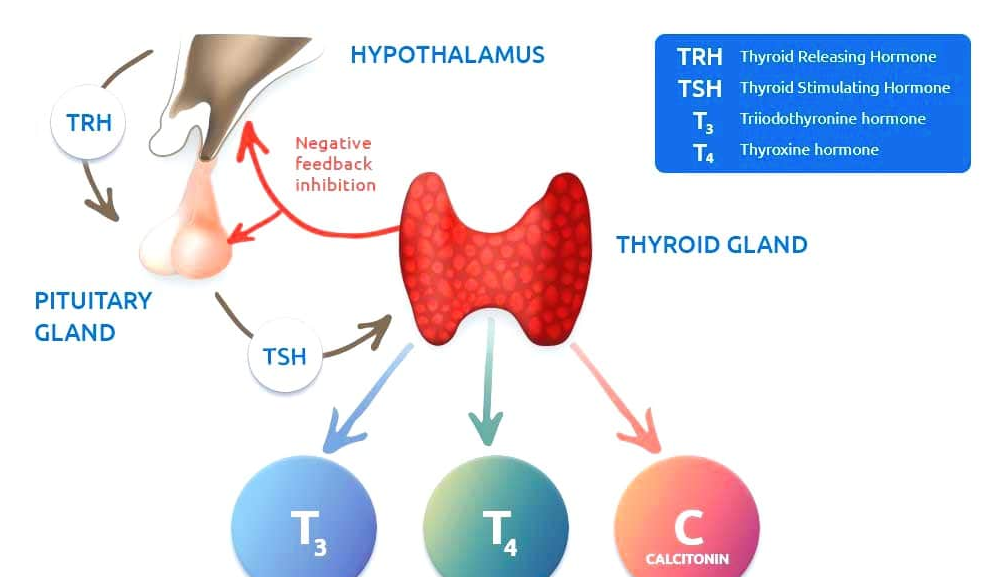 HYPOTHALAMUS
TRH Thyroid Releasing Hormone
TSH Thyroid Stimulating Hormone
T3 Triiodothyronine hormone
T4 Thyroxine hormone
TRH
Negative
feedback
inhibition
THYROID GLAND
PITUITARY
GLAND
TSH
T3
T4
C
CALCITONIN